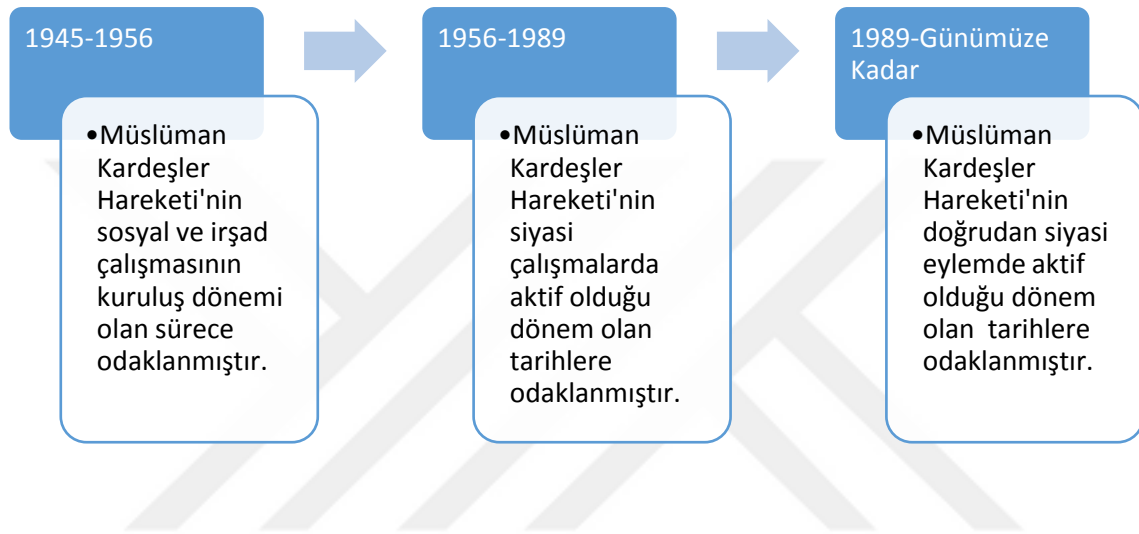 1945-1956
•Müslüman
Kardeşler
Hareketi'nin
sosyal ve irşad
çalışmasının
kuruluş dönemi
olan sürece
odaklanmıştır.
1956-1989
•Müslüman
Kardeşler
Hareketi'nin
siyasi
çalışmalarda
aktif olduğu
dönem olan
tarihlere
odaklanmıştır.
1989-Günümüze
Kadar
•Müslüman
Kardeşler
Hareketi'nin
doğrudan siyasi
eylemde aktif
olduğu dönem
olan tarihlere
odaklanmıştır.